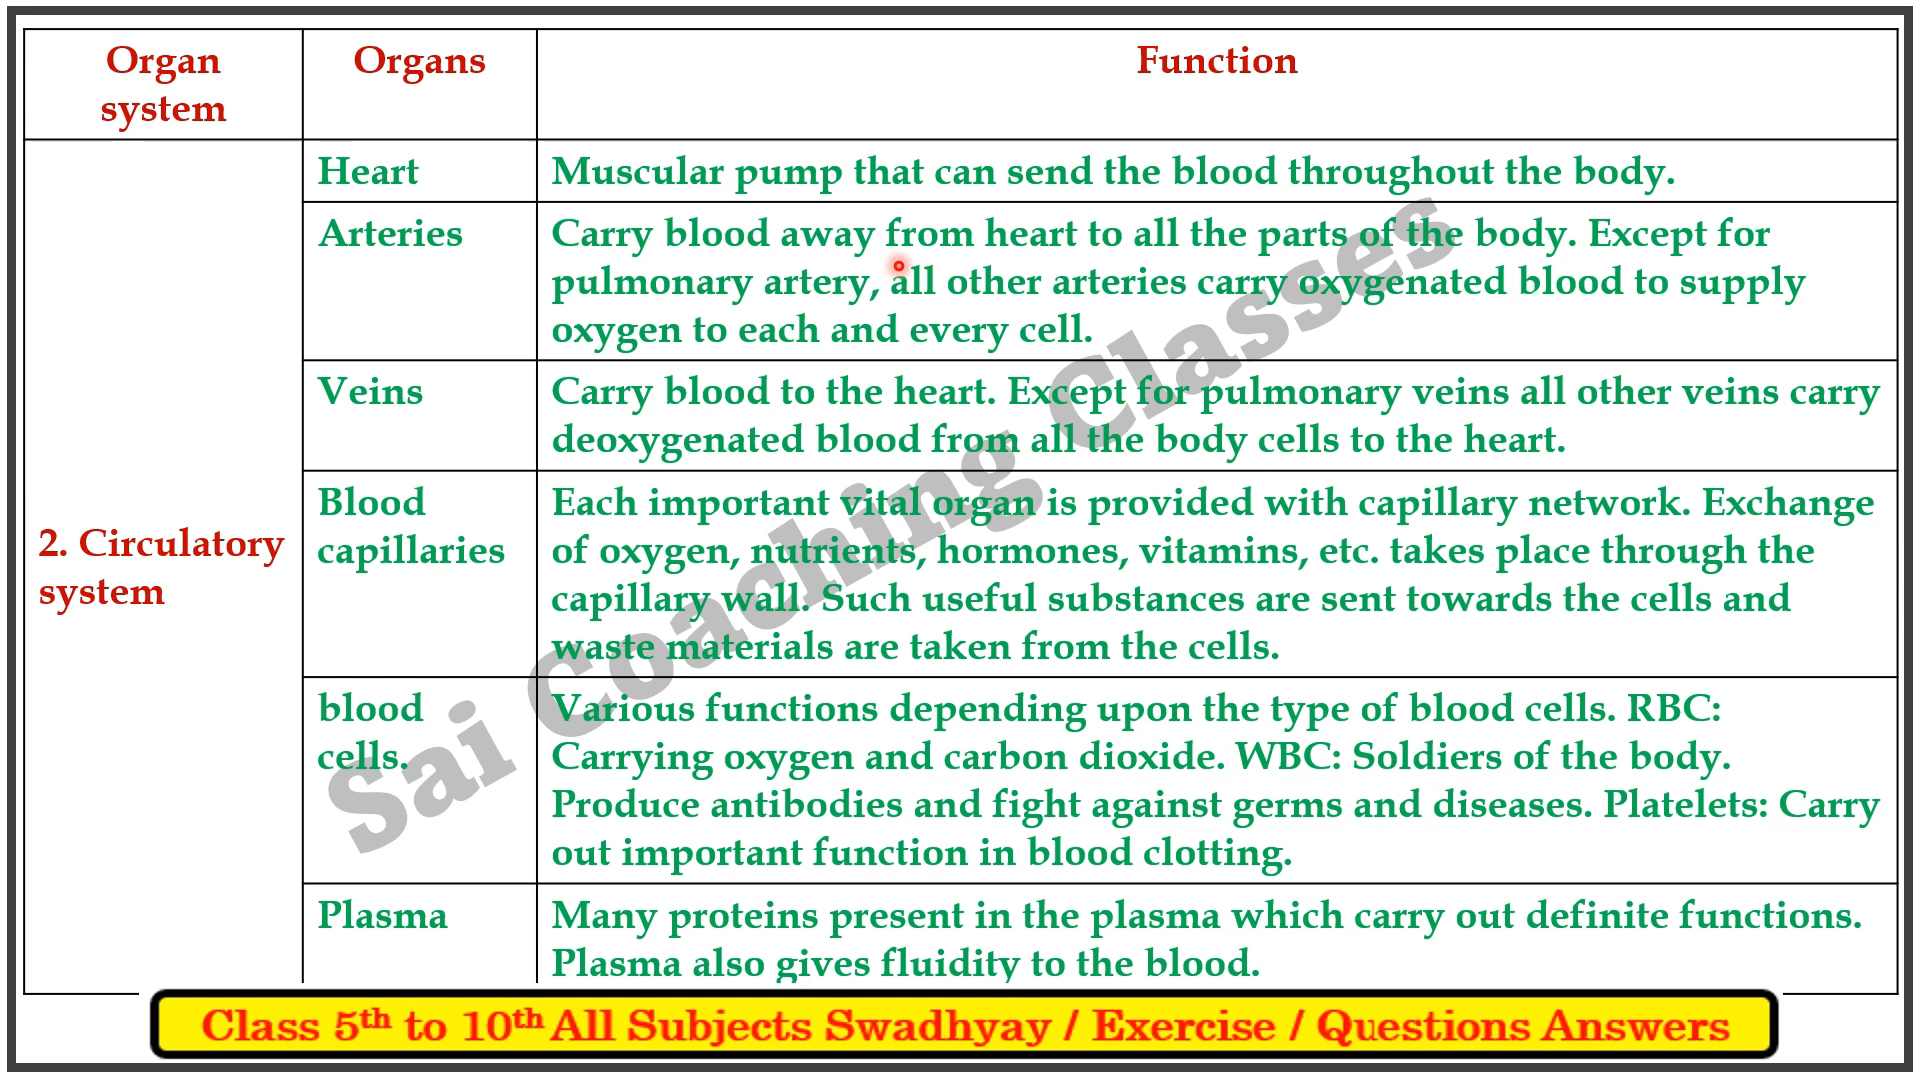 Organ
system
Organs
Function
2. Circulatory
system
Heart
Muscular pump that can send the blood throughout the body.
Arteries
Carry blood away from heart to all the parts of the body. Except for
pulmonary artery, all other arteries carry oxygenated blood to supply
oxygen to each and every cell.
Veins
Carry blood to the heart. Except for pulmonary veins all other veins carry
deoxygenated blood from all the body cells to the heart.
Blood
capillaries
Each important vital organ is provided with capillary network. Exchange
of oxygen, nutrients, hormones, vitamins, etc. takes place through the
capillary wall. Such useful substances are sent towards the cells and
waste materials are taken from the cells.
blood
cells.
Various functions depending upon the type of blood cells. RBC:
Carrying oxygen and carbon dioxide. WBC: Soldiers of the body.
Produce antibodies and fight against germs and diseases. Platelets: Carry
out important function in blood clotting.
Plasma
Many proteins present in the plasma which carry out definite functions.
Plasma also gives fluidity to the blood.
Sai Coaching Classes
Class 5th to 10th All Subjects Swadhyay / Exercise / Questions Answers